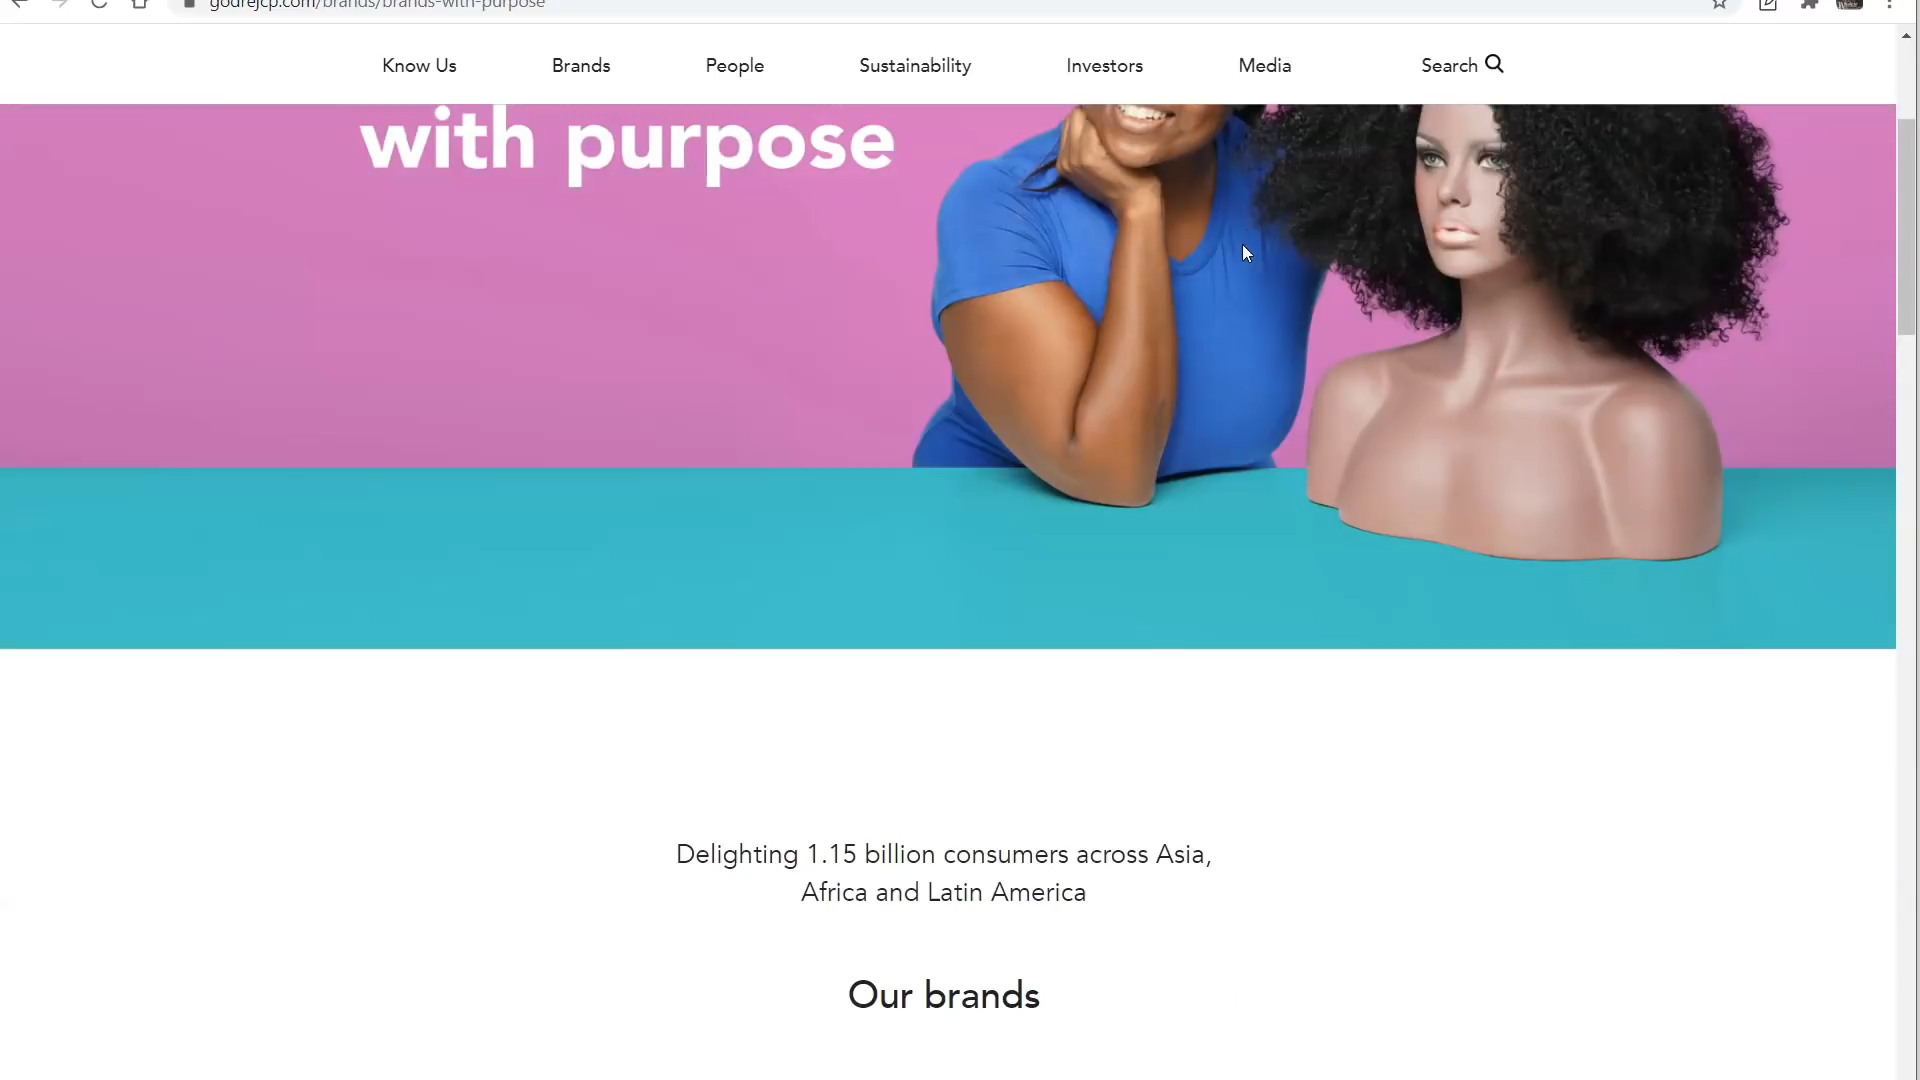 godrejcp.com/brands/brands-with-purpose
Know Us
Brands
People
Sustainability
Investors
Media
Search
with purpose
Delighting 1.15 billion consumers across Asia,
Africa and Latin America
Our brands